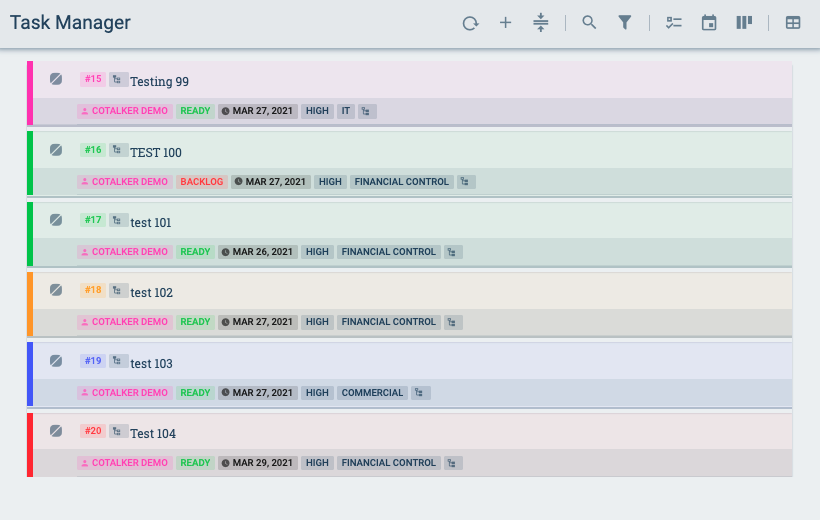 Task Manager
#15 Testing 99
COTALKER DEMO READY MAR 27, 2021 HIGH IT
#16 TEST 100
COTALKER DEMO BACKLOG MAR 27, 2021 HIGH FINANCIAL CONTROL
#17 test 101
COTALKER DEMO READY MAR 26, 2021 HIGH FINANCIAL CONTROL
#18 test 102
COTALKER DEMO READY MAR 27, 2021 HIGH FINANCIAL CONTROL
#19 test 103
COTALKER DEMO READY MAR 27, 2021 HIGH COMMERCIAL
#20 Test 104
COTALKER DEMO READY MAR 29, 2021 HIGH FINANCIAL CONTROL